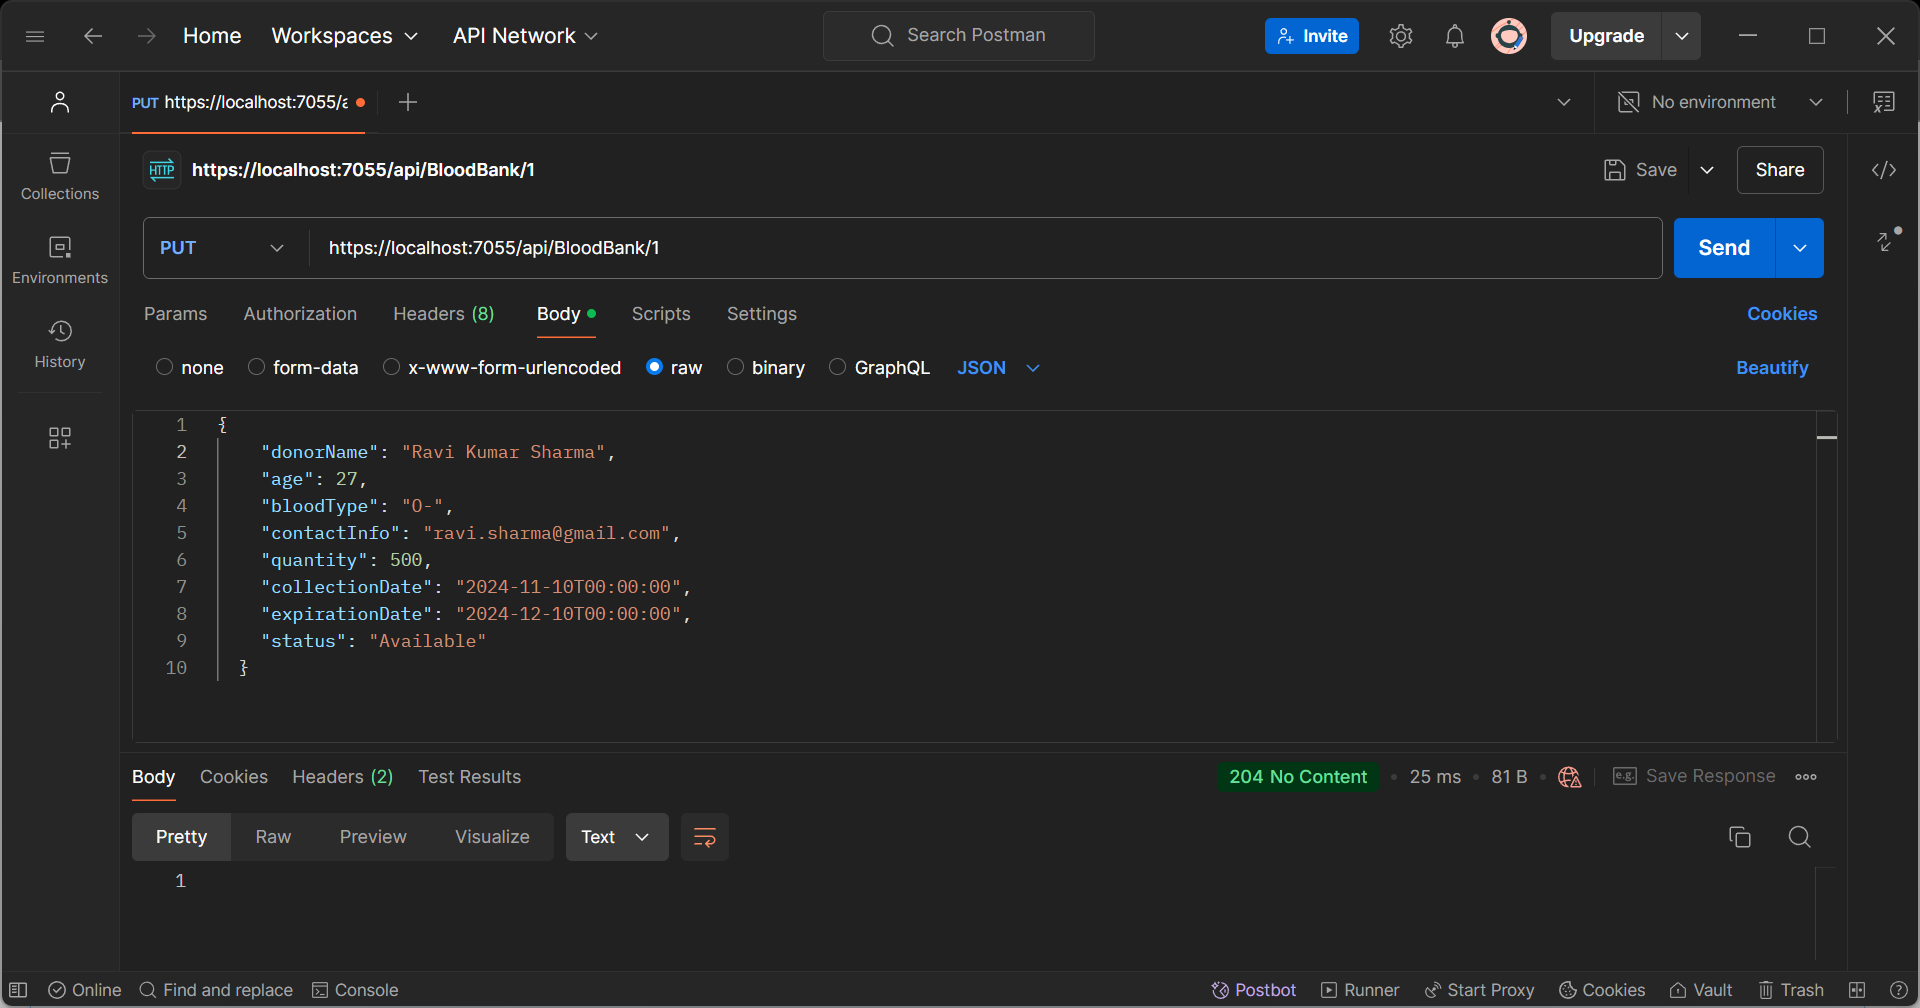 Home Workspaces API Network Search Postman Invite Upgrade
PUT https://localhost:7055/a No environment
HTTP https://localhost:7055/api/BloodBank/1 Save Share
Collections
PUT https://localhost:7055/api/BloodBank/1 Send
Environments
Params Authorization Headers (8) Body Scripts Settings Cookies
History
none form-data x-www-form-urlencoded raw binary GraphQL JSON Beautify
1 {
2 "donorName": "Ravi Kumar Sharma",
3 "age": 27,
4 "bloodType": "O-",
5 "contactInfo": "ravi.sharma@gmail.com",
6 "quantity": 500,
7 "collectionDate": "2024-11-10T00:00:00",
8 "expirationDate": "2024-12-10T00:00:00",
9 "status": "Available"
10 }
Body Cookies Headers (2) Test Results 204 No Content • 25 ms • 81 B • e.g. Save Response
Pretty Raw Preview Visualize Text
1
Online Find and replace Console Postbot Runner Start Proxy Cookies Vault Trash